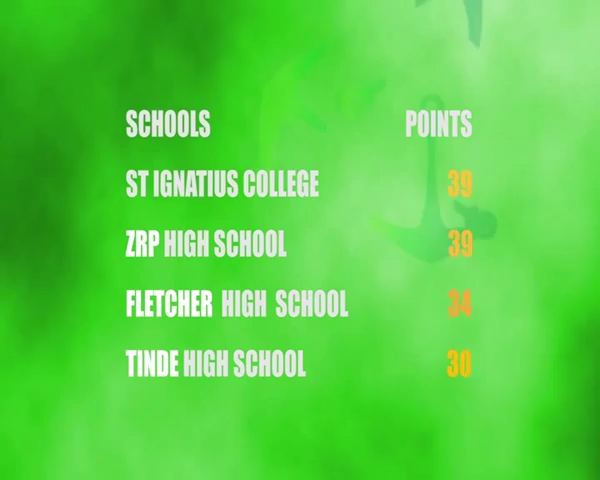 SCHOOLS POINTS
ST IGNATIUS COLLEGE 39
ZRP HIGH SCHOOL 39
FLETCHER HIGH SCHOOL 34
TINDE HIGH SCHOOL 30